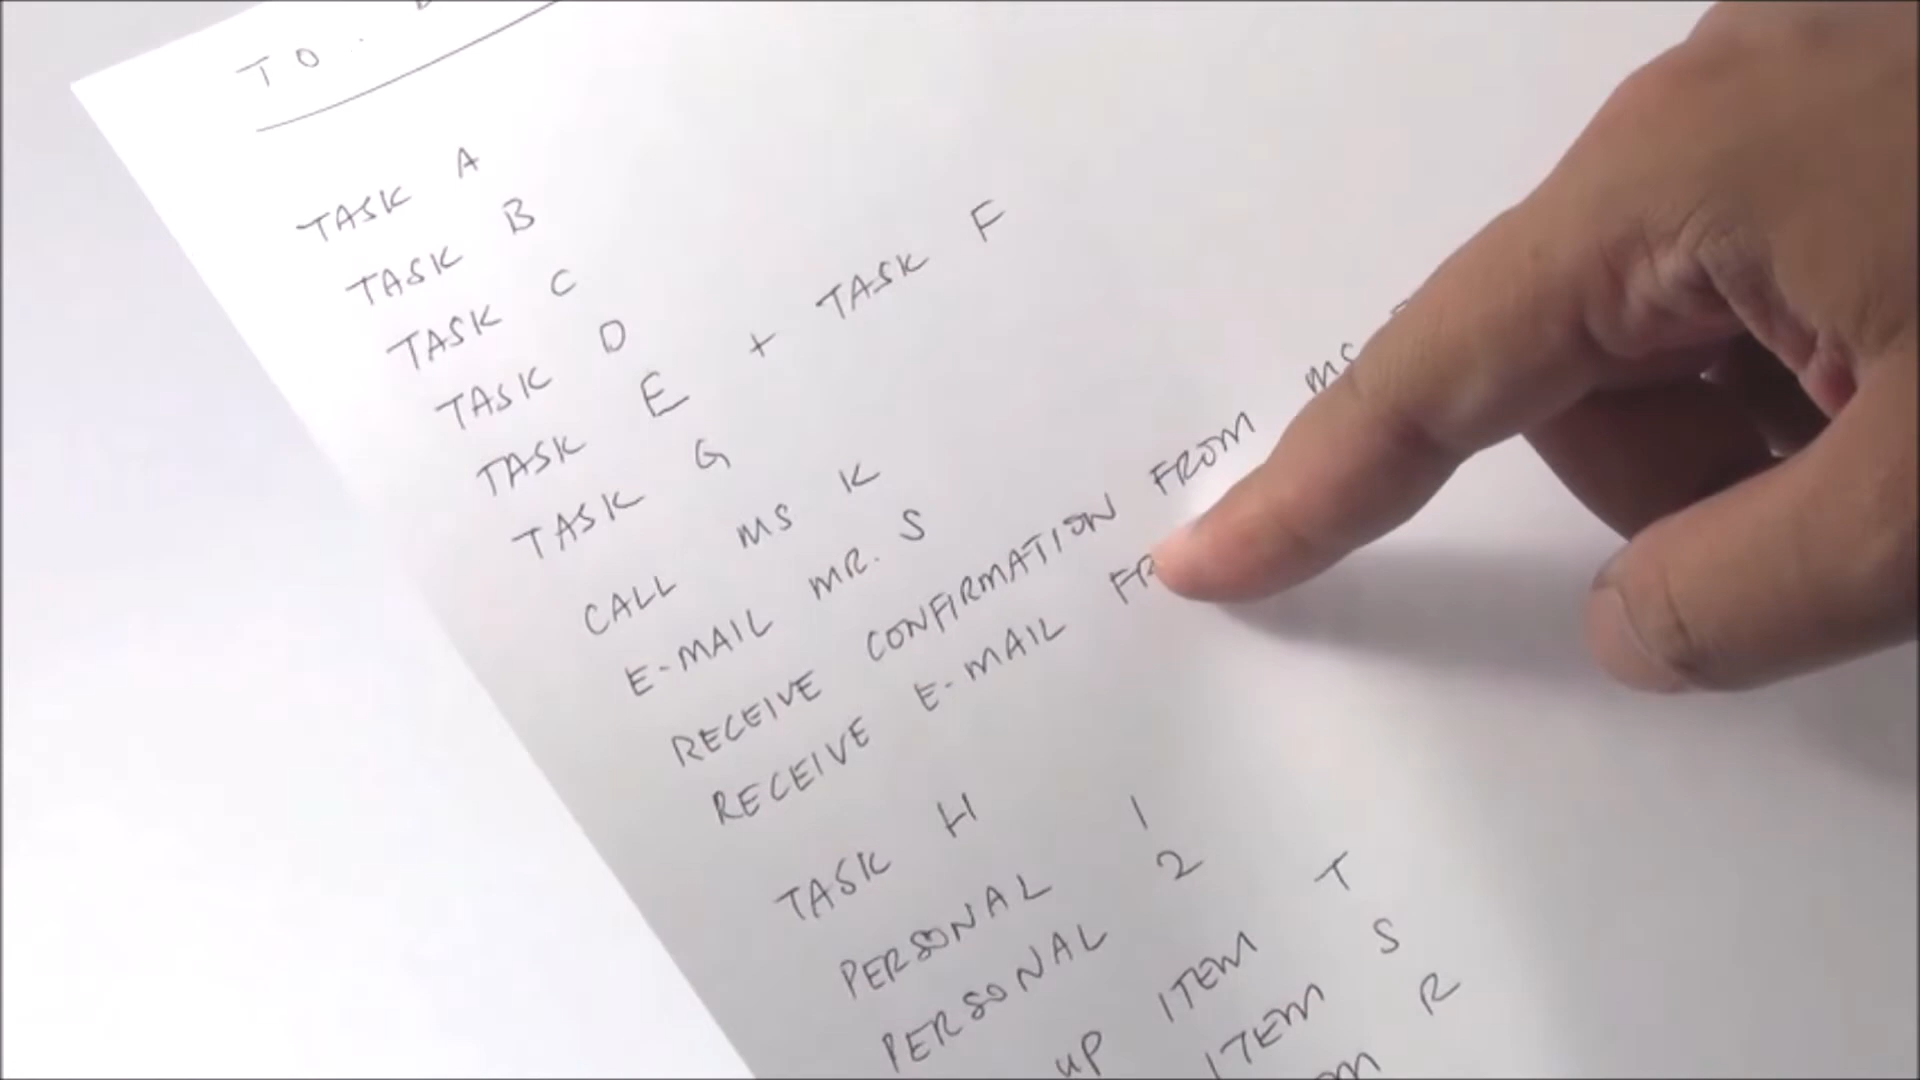 TO
TASK A
TASK B
TASK C
TASK D
TASK E + TASK F
TASK G
CALL MS K
E-MAIL MR. S
RECEIVE CONFIRMATION FROM MS
RECEIVE E-MAIL
TASK H
PERSONAL 1
PERSONAL 2
UP ITEM T
ITEM S
R